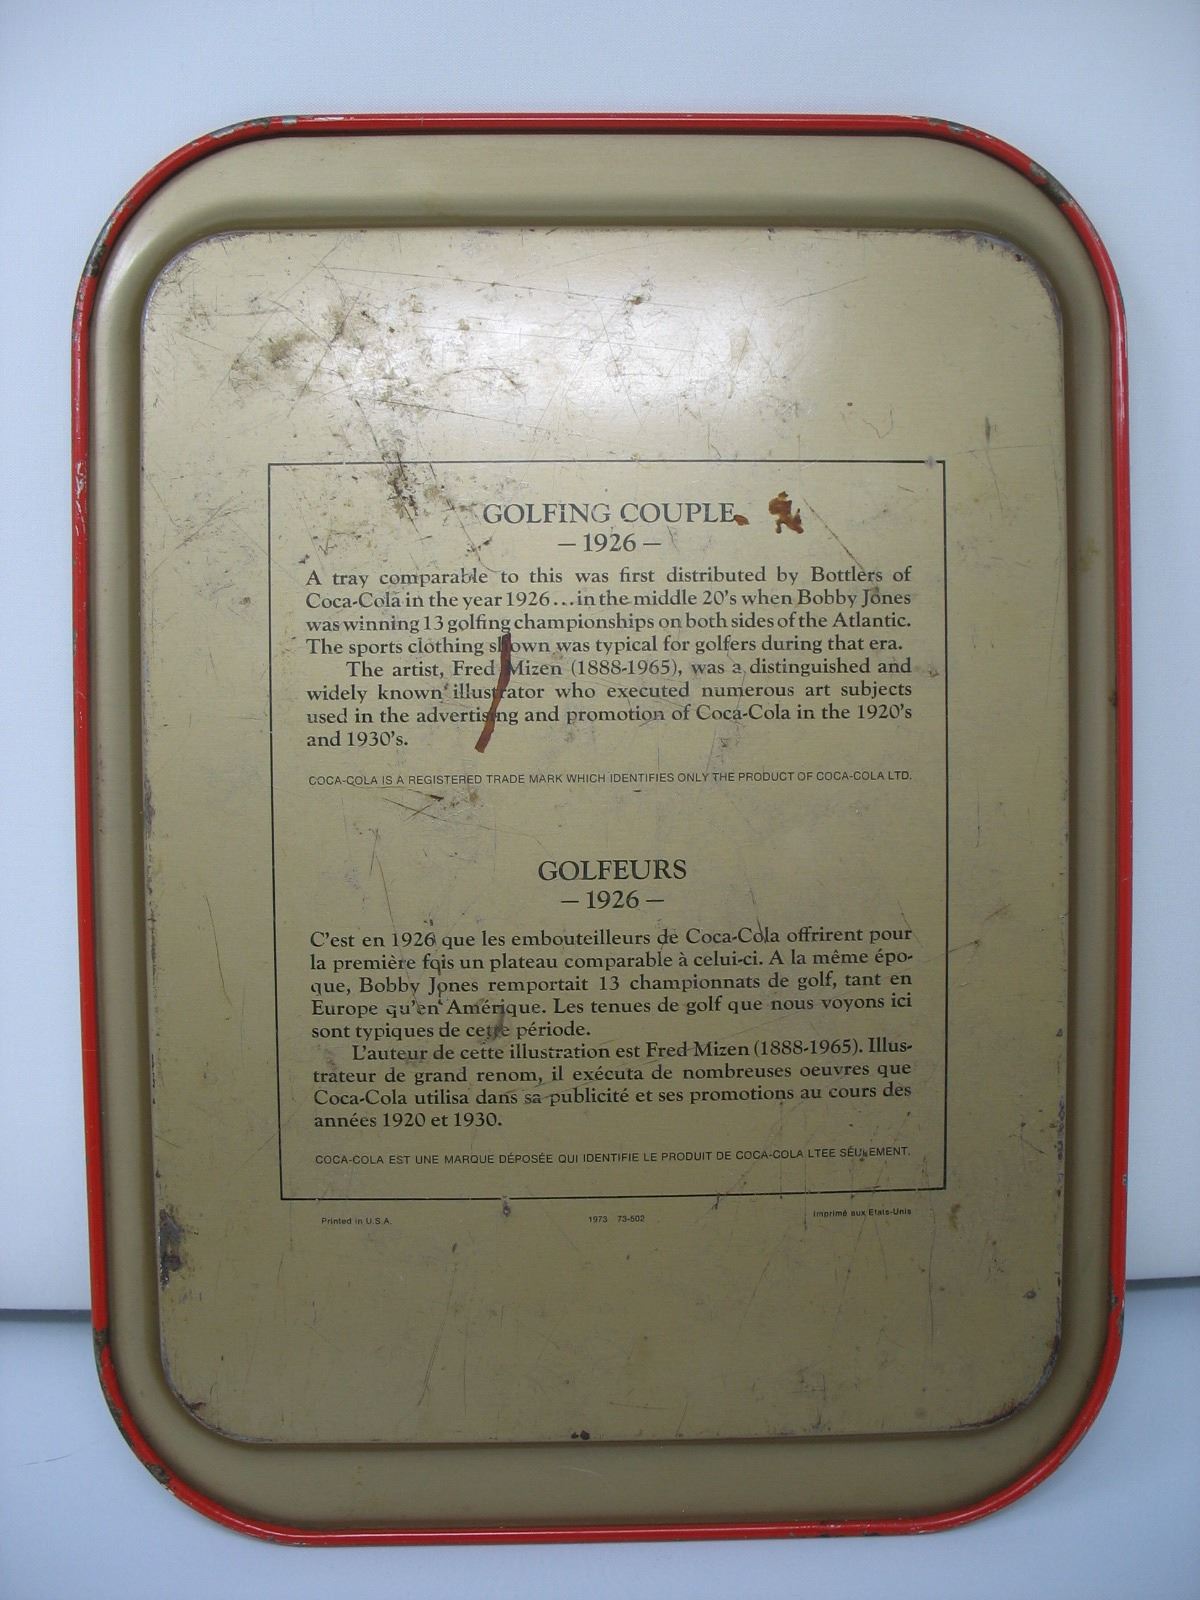 GOLFING COUPLE
— 1926 —
A tray comparable to this was first distributed by Bottlers of
Coca-Cola in the year 1926...in the middle 20's when Bobby Jones
was winning 13 golfing championships on both sides of the Atlantic.
The sports clothing shown was typical for golfers during that era.
The artist, Fred Mizen (1888-1965), was a distinguished and
widely known illustrator who executed numerous art subjects
used in the advertising and promotion of Coca-Cola in the 1920's
and 1930's.
COCA-COLA IS A REGISTERED TRADE MARK WHICH IDENTIFIES ONLY THE PRODUCT OF COCA-COLA LTD.
GOLFEURS
— 1926 —
C'est en 1926 que les embouteilleurs de Coca-Cola offrirent pour
la première fois un plateau comparable à celui-ci. A la même épo-
que, Bobby Jones remportait 13 championnats de golf, tant en
Europe qu'en Amérique. Les tenues de golf que nous voyons ici
sont typiques de cette période.
L'auteur de cette illustration est Fred Mizen (1888-1965). Illus-
trateur de grand renom, il exécuta de nombreuses oeuvres que
Coca-Cola utilisa dans sa publicité et ses promotions au cours des
années 1920 et 1930.
COCA-COLA EST UNE MARQUE DÉPOSÉE QUI IDENTIFIE LE PRODUIT DE COCA-COLA LTEE SEULEMENT.
Printed in U.S.A. 1973 73-502 Imprimé aux Etats-Unis